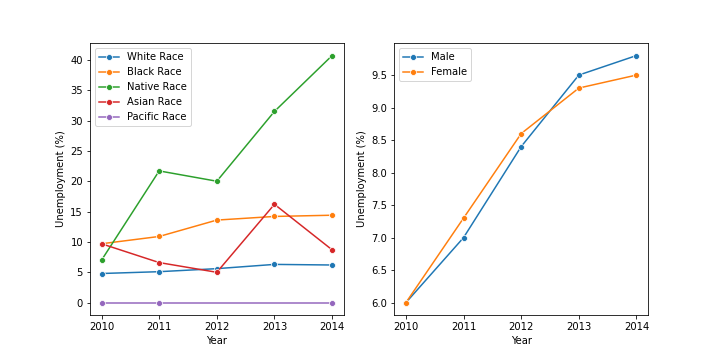 White Race
Black Race
Native Race
Asian Race
Pacific Race
Unemployment (%)
40
35
30
25
20
15
10
5
0
2010 2011 2012 2013 2014
Year
Male
Female
Unemployment (%)
9.5
9.0
8.5
8.0
7.5
7.0
6.5
6.0
2010 2011 2012 2013 2014
Year